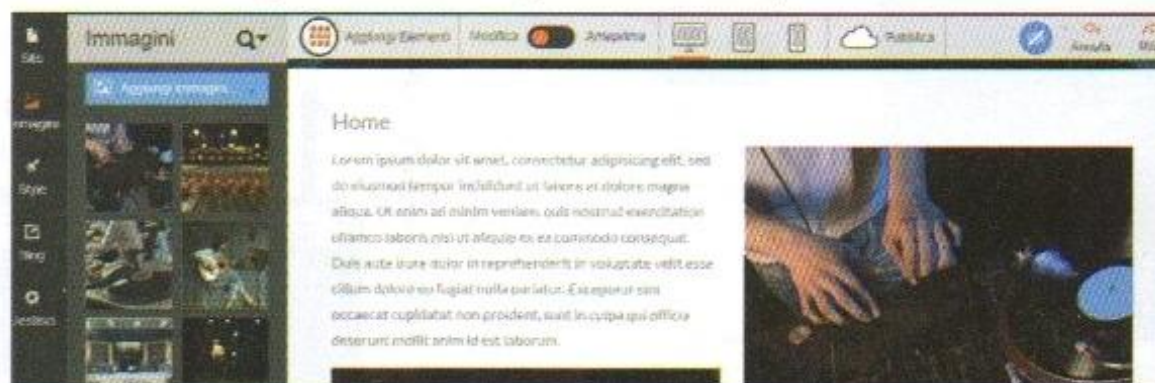 Sito
Immagini
Style
Blog
Gestisci
Immagini
Aggiungi immagini
Aggiungi Elementi
Modifica
Anteprima
Pubblica
Annulla
Home
Lorem ipsum dolor sit amet, consectetur adipisicing elit, sed
do eiusmod tempor incididunt ut labore et dolore magna
aliqua. Ut enim ad minim veniam, quis nostrud exercitation
ullamco laboris nisi ut aliquip ex ea commodo consequat.
Duis aute irure dolor in reprehenderit in voluptate velit esse
cillum dolore eu fugiat nulla pariatur. Excepteur sint
occaecat cupidatat non proident, sunt in culpa qui officia
deserunt mollit anim id est laborum.